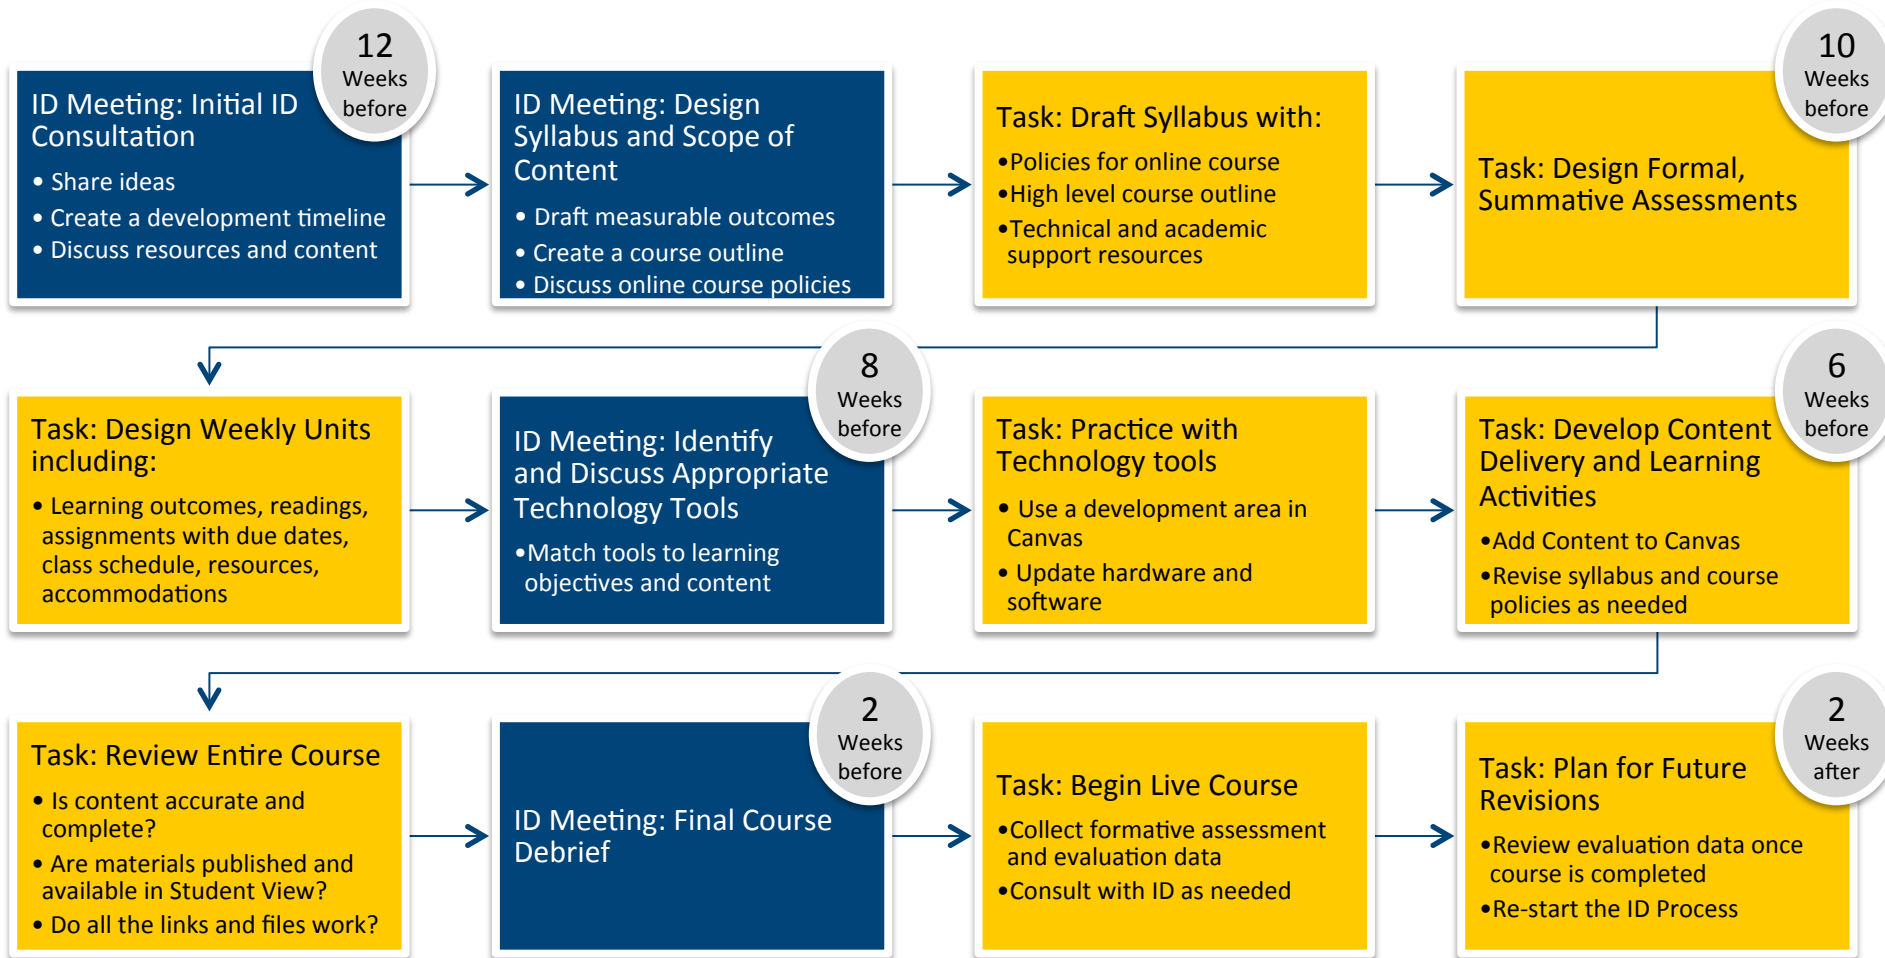 12
Weeks
before
ID Meeting: Initial ID
Consultation
• Share ideas
• Create a development timeline
• Discuss resources and content
ID Meeting: Design
Syllabus and Scope of
Content
• Draft measurable outcomes
• Create a course outline
• Discuss online course policies
Task: Draft Syllabus with:
•Policies for online course
•High level course outline
•Technical and academic
support resources
10
Weeks
before
Task: Design Formal,
Summative Assessments
Task: Design Weekly Units
including:
• Learning outcomes, readings,
assignments with due dates,
class schedule, resources,
accommodations
8
Weeks
before
ID Meeting: Identify
and Discuss Appropriate
Technology Tools
•Match tools to learning
objectives and content
Task: Practice with
Technology tools
• Use a development area in
Canvas
• Update hardware and
software
6
Weeks
before
Task: Develop Content
Delivery and Learning
Activities
•Add Content to Canvas
•Revise syllabus and course
policies as needed
Task: Review Entire Course
• Is content accurate and
complete?
• Are materials published and
available in Student View?
• Do all the links and files work?
2
Weeks
before
ID Meeting: Final Course
Debrief
Task: Begin Live Course
•Collect formative assessment
and evaluation data
•Consult with ID as needed
2
Weeks
after
Task: Plan for Future
Revisions
•Review evaluation data once
course is completed
•Re-start the ID Process